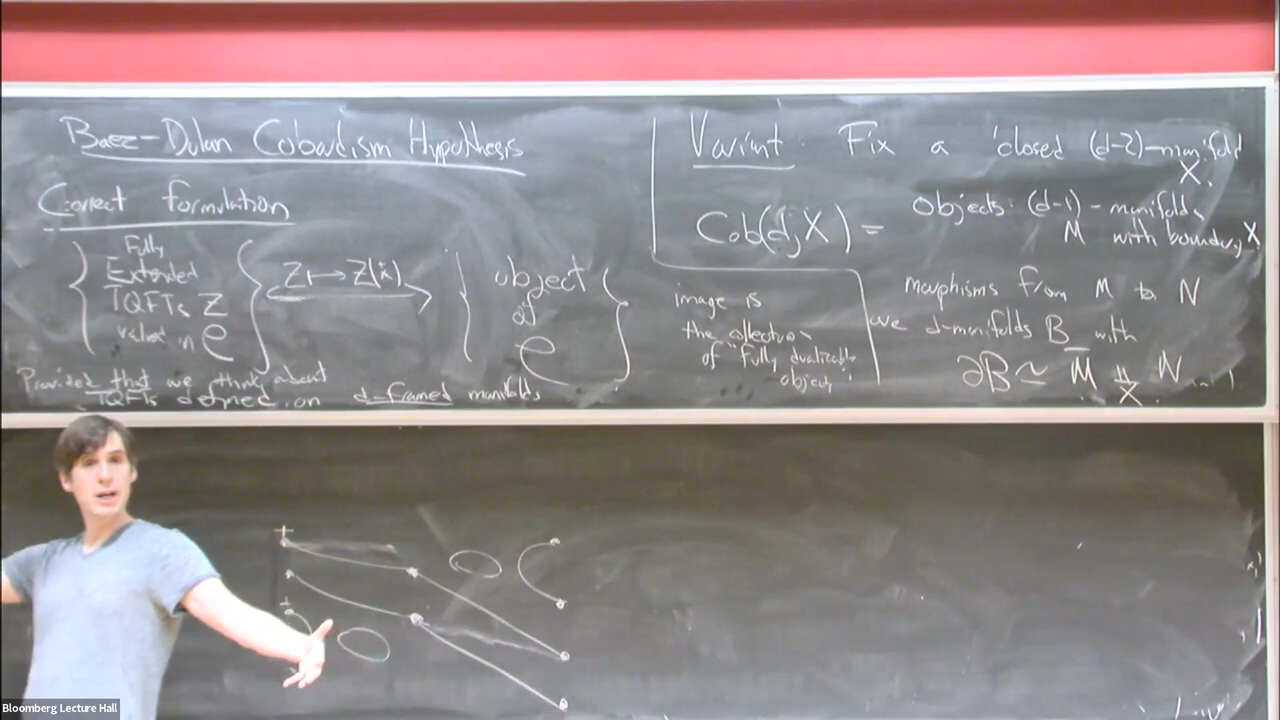 Baez-Dolan Cobordism Hypothesis
Correct formulation
Fully
Extended
TQFTs Z
valued in C
Z ↦ Z(*)
object
of
C
image is
the collection
of "Fully dualizable
objects"
Provided that we think about
TQFTs defined on d-framed manifolds
Variant: Fix a closed (d-2)-manifold
X.
Cob(d, X) =
Objects: (d-1)-manifolds
M with boundary X
morphisms from M to N
are d-manifolds B with
∂B ≃ M ⨿ N
X
+
+
Bloomberg Lecture Hall